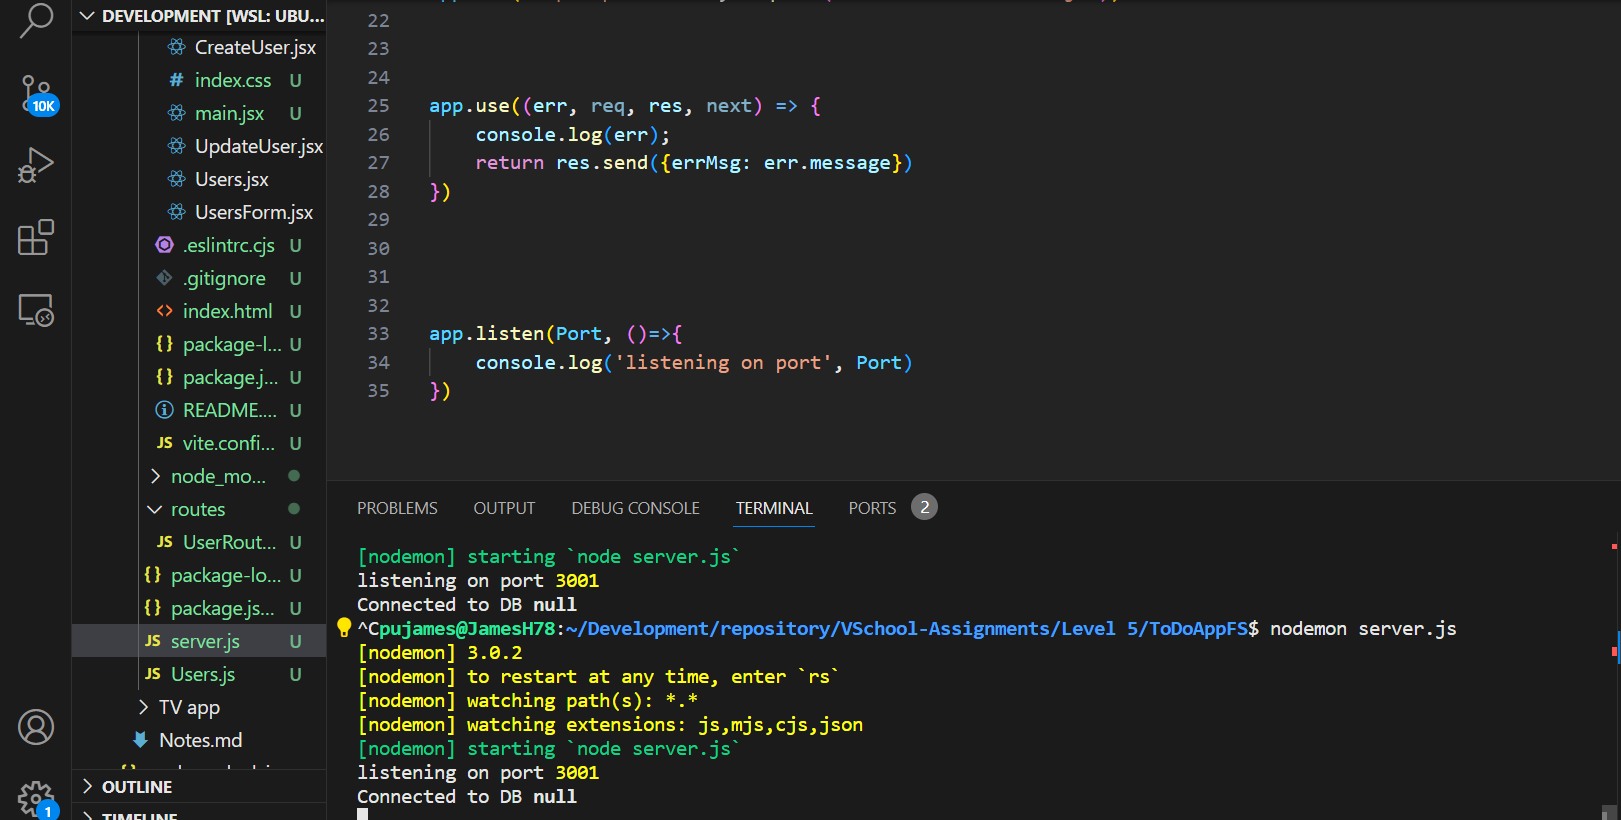 DEVELOPMENT [WSL: UBU...
CreateUser.jsx
index.css U
main.jsx U
UpdateUser.jsx
Users.jsx
UsersForm.jsx
.eslintrc.cjs U
.gitignore U
index.html U
package-l... U
package.j... U
README.... U
vite.confi... U
node_mo...
routes
UserRout... U
package-lo... U
package.js... U
server.js U
Users.js U
TV app
Notes.md
OUTLINE
TIMELINE
10K
1
22
23
24
25 app.use((err, req, res, next) => {
26 console.log(err);
27 return res.send({errMsg: err.message})
28 })
29
30
31
32
33 app.listen(Port, ()=>{
34 console.log('listening on port', Port)
35 })
PROBLEMS OUTPUT DEBUG CONSOLE TERMINAL PORTS 2
[nodemon] starting `node server.js`
listening on port 3001
Connected to DB null
^Cpujames@JamesH78:~/Development/repository/VSchool-Assignments/Level 5/ToDoAppFS$ nodemon server.js
[nodemon] 3.0.2
[nodemon] to restart at any time, enter `rs`
[nodemon] watching path(s): *.*
[nodemon] watching extensions: js,mjs,cjs,json
[nodemon] starting `node server.js`
listening on port 3001
Connected to DB null